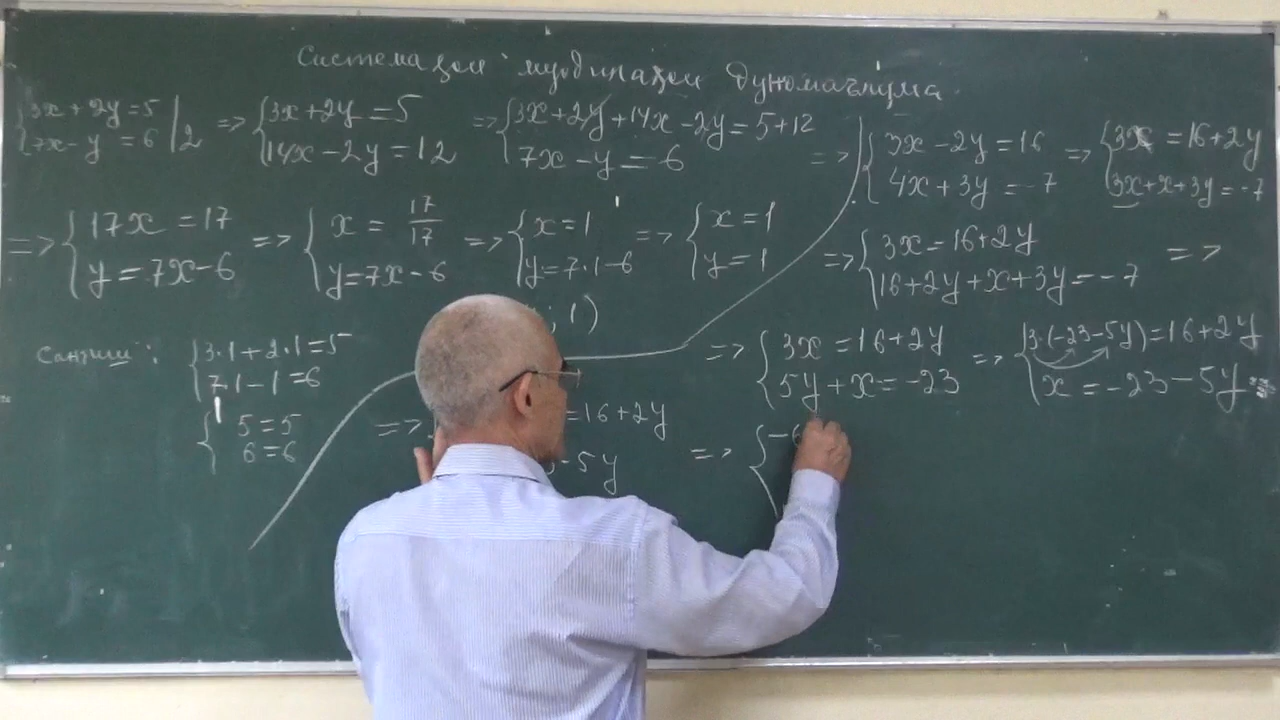 Системаҳои муодилаҳои дуномаълума
{3x + 2y = 5 | 2 => {3x + 2y = 5 => {3x + 2y + 14x - 2y = 5 + 12 =>
{7x - y = 6 | 2 {14x - 2y = 12 {7x - y = 6
=> {17x = 17 => {x = 17/17 => {x = 1 => {x = 1
{y = 7x - 6 {y = 7x - 6 {y = 7·1 - 6 {y = 1
; 1)
{3·1 + 2·1 = 5
{7·1 - 1 = 6
{5 = 5
{6 = 6
{3x - 2y = 16 => {3x = 16 + 2y
{4x + 3y = -7 {3x + x + 3y = -7
=> {3x = 16 + 2y =>
{16 + 2y + x + 3y = -7
=> {3x = 16 + 2y => {3·(-23 - 5y) = 16 + 2y
{5y + x = -23 {x = -23 - 5y
=> = 16 + 2y => {-6
- 5y